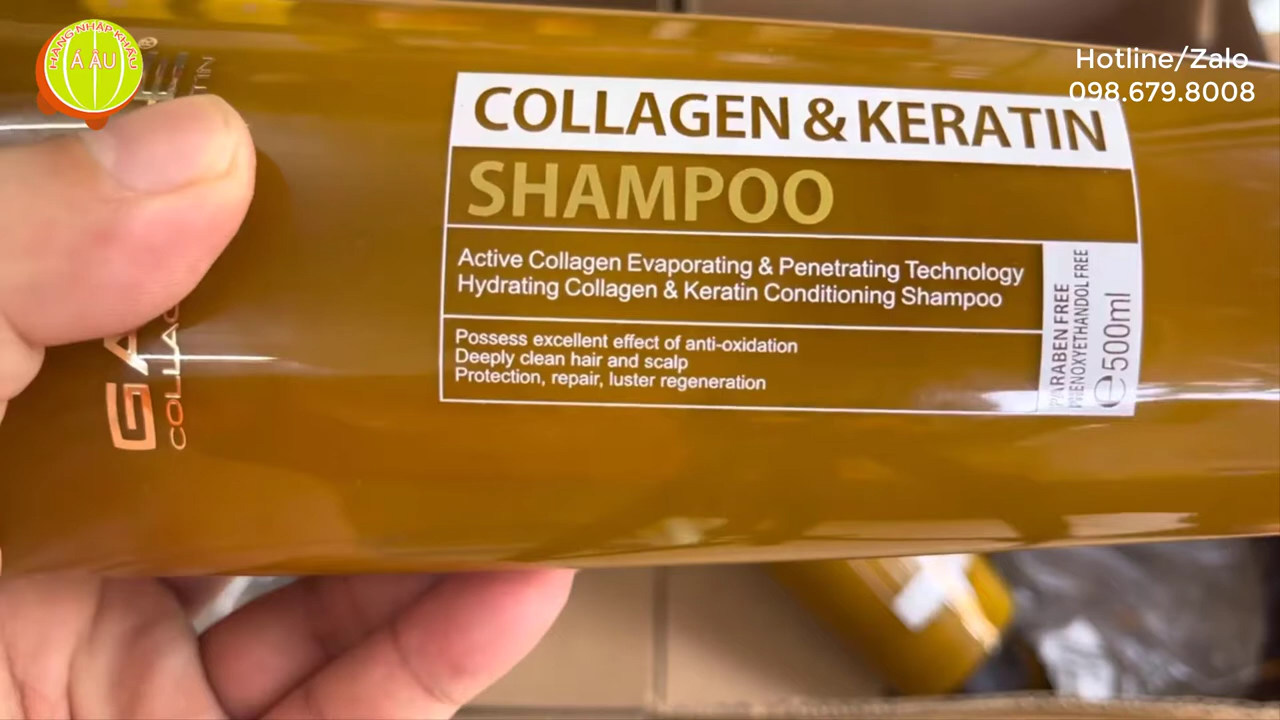 HÀNG NHẬP KHẨU
Á ÂU
Hotline/Zalo
098.679.8008
COLLAGEN & KERATIN
SHAMPOO
Active Collagen Evaporating & Penetrating Technology
Hydrating Collagen & Keratin Conditioning Shampoo
Possess excellent effect of anti-oxidation
Deeply clean hair and scalp
Protection, repair, luster regeneration
PARABEN FREE
PHENOXYETHANDOL FREE
℮500ml